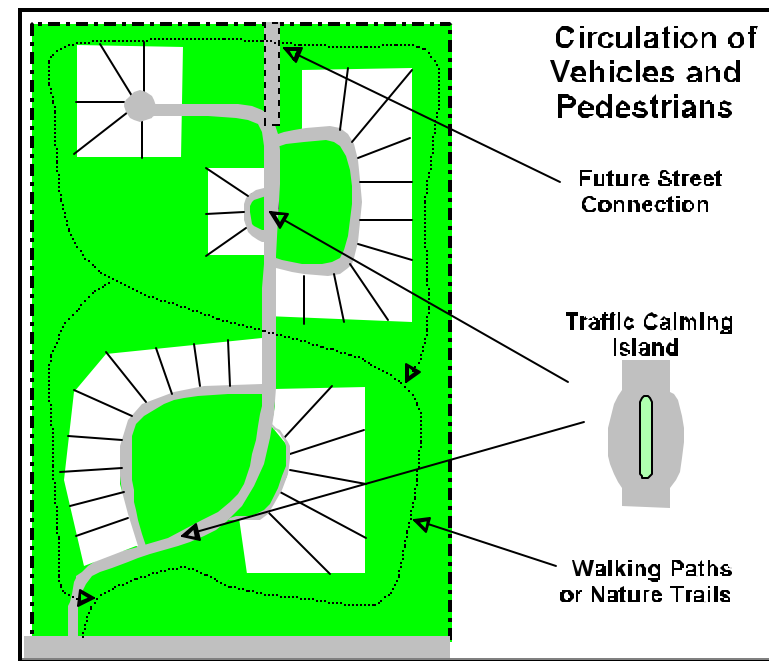 Circulation of
Vehicles and
Pedestrians
Future Street
Connection
Traffic Calming
Island
Walking Paths
or Nature Trails